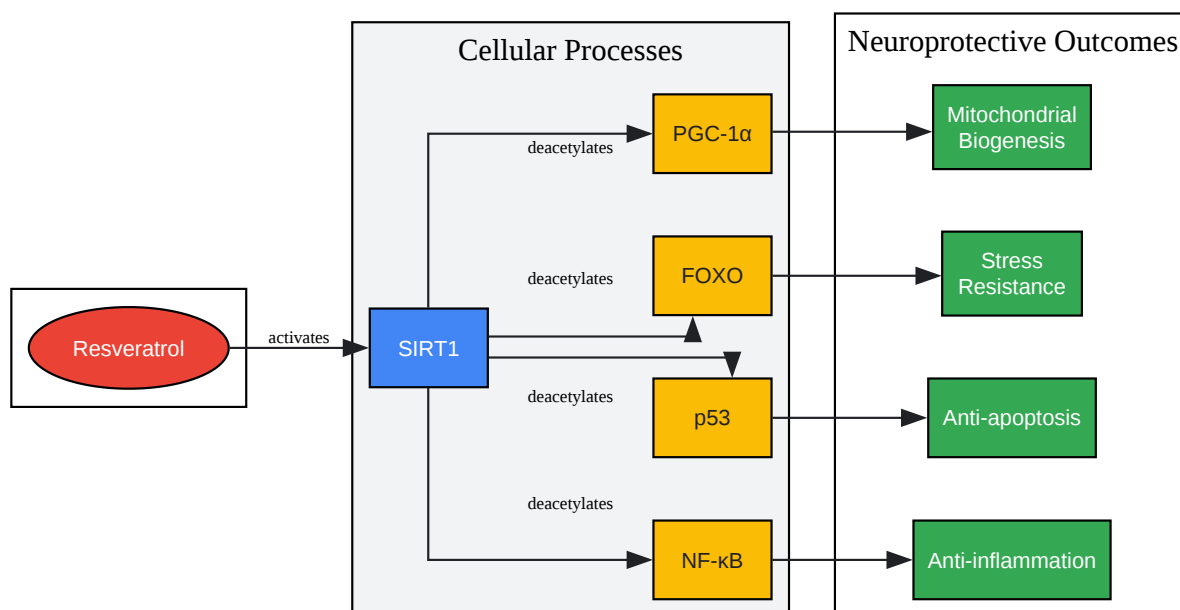 Cellular Processes
Neuroprotective Outcomes
PGC-1α
deacetylates
Mitochondrial
Biogenesis
deacetylates
FOXO
Stress
Resistance
Resveratrol
activates
SIRT1
deacetylates
p53
Anti-apoptosis
deacetylates
NF-κB
Anti-inflammation